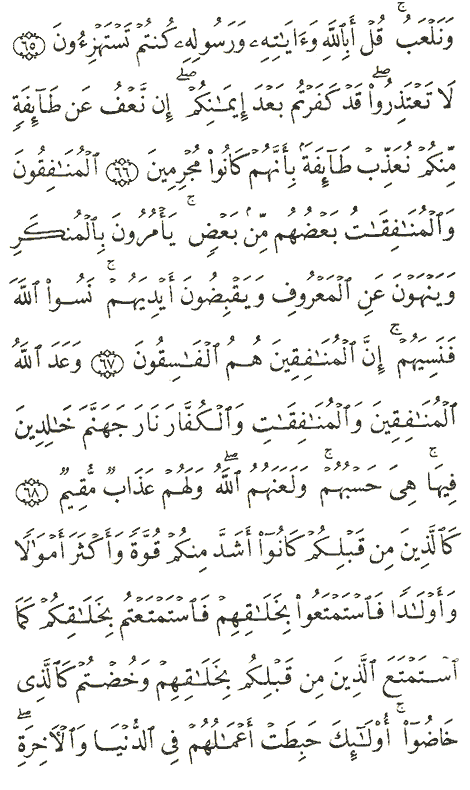 وَنَلْعَبُ ۚ قُلْ أَبِٱللَّهِ وَءَايَٰتِهِۦ وَرَسُولِهِۦ كُنتُمْ تَسْتَهْزِءُونَ ٦٥
لَا تَعْتَذِرُوا۟ ۖ قَدْ كَفَرْتُم بَعْدَ إِيمَٰنِكُمْ ۖ إِن نَّعْفُ عَن طَآئِفَةٍ
مِّنكُمْ نُعَذِّبْ طَآئِفَةًۢ بِأَنَّهُمْ كَانُوا۟ مُجْرِمِينَ ٦٦ ٱلْمُنَٰفِقُونَ
وَٱلْمُنَٰفِقَٰتُ بَعْضُهُم مِّنۢ بَعْضٍ ۚ يَأْمُرُونَ بِٱلْمُنكَرِ
وَيَنْهَوْنَ عَنِ ٱلْمَعْرُوفِ وَيَقْبِضُونَ أَيْدِيَهُمْ ۚ نَسُوا۟ ٱللَّهَ
فَنَسِيَهُمْ ۚ إِنَّ ٱلْمُنَٰفِقِينَ هُمُ ٱلْفَٰسِقُونَ ٦٧ وَعَدَ ٱللَّهُ
ٱلْمُنَٰفِقِينَ وَٱلْمُنَٰفِقَٰتِ وَٱلْكُفَّارَ نَارَ جَهَنَّمَ خَٰلِدِينَ
فِيهَا ۚ هِىَ حَسْبُهُمْ ۚ وَلَعَنَهُمُ ٱللَّهُ ۖ وَلَهُمْ عَذَابٌ مُّقِيمٌ ٦٨
كَٱلَّذِينَ مِن قَبْلِكُمْ كَانُوٓا۟ أَشَدَّ مِنكُمْ قُوَّةً وَأَكْثَرَ أَمْوَٰلًا
وَأَوْلَٰدًا فَٱسْتَمْتَعُوا۟ بِخَلَٰقِهِمْ فَٱسْتَمْتَعْتُم بِخَلَٰقِكُمْ كَمَا
ٱسْتَمْتَعَ ٱلَّذِينَ مِن قَبْلِكُم بِخَلَٰقِهِمْ وَخُضْتُمْ كَٱلَّذِى
خَاضُوٓا۟ ۚ أُو۟لَٰٓئِكَ حَبِطَتْ أَعْمَٰلُهُمْ فِى ٱلدُّنْيَا وَٱلْءَاخِرَةِ ۖ